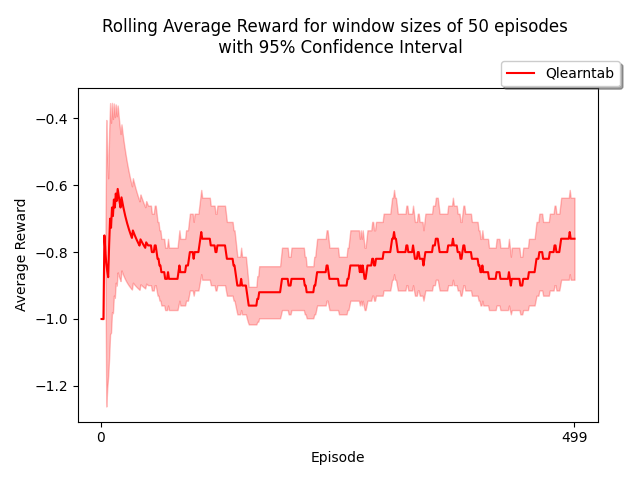 Rolling Average Reward for window sizes of 50 episodes
with 95% Confidence Interval
Qlearntab
−0.4
−0.6
−0.8
−1.0
−1.2
Average Reward
0
499
Episode